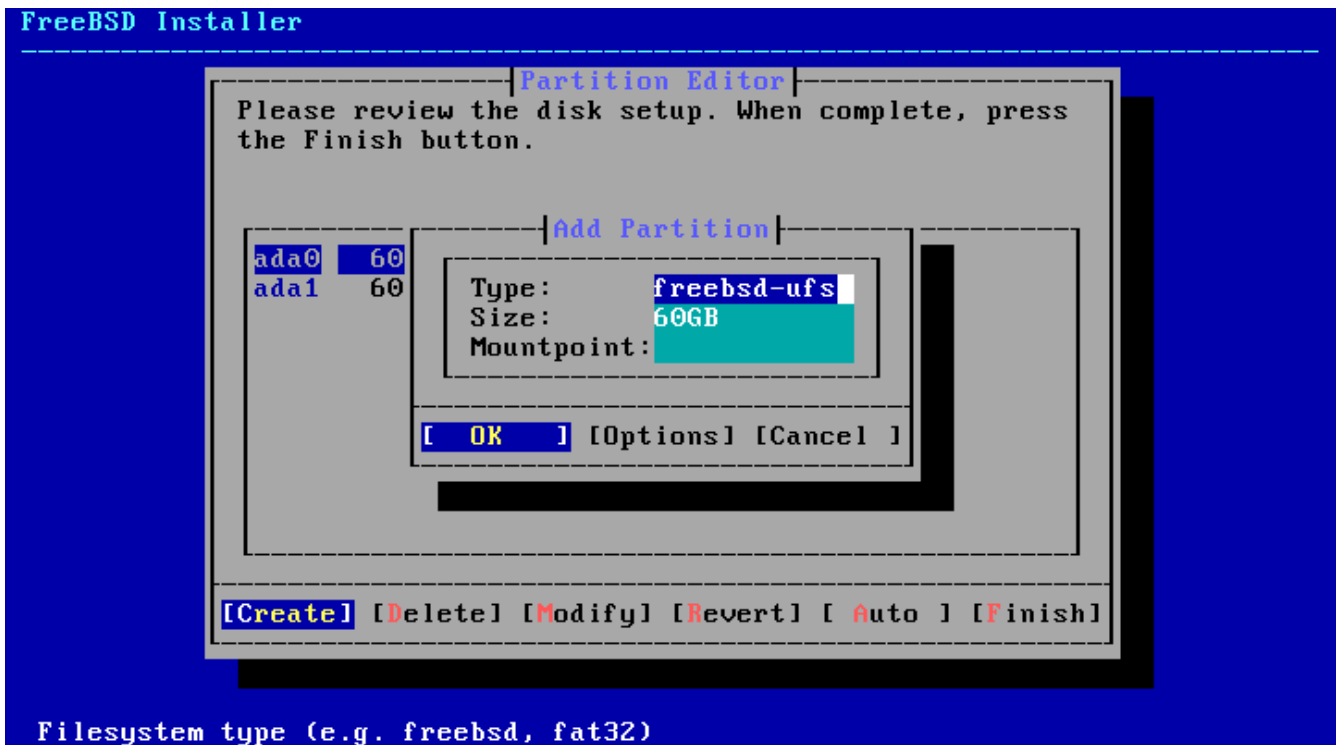 FreeBSD Installer
Partition Editor
Please review the disk setup. When complete, press
the Finish button.
Add Partition
ada0 60
ada1 60
Type: freebsd-ufs
Size: 60GB
Mountpoint:
[ OK ] [Options] [Cancel ]
[Create] [Delete] [Modify] [Revert] [ Auto ] [Finish]
Filesystem type (e.g. freebsd, fat32)